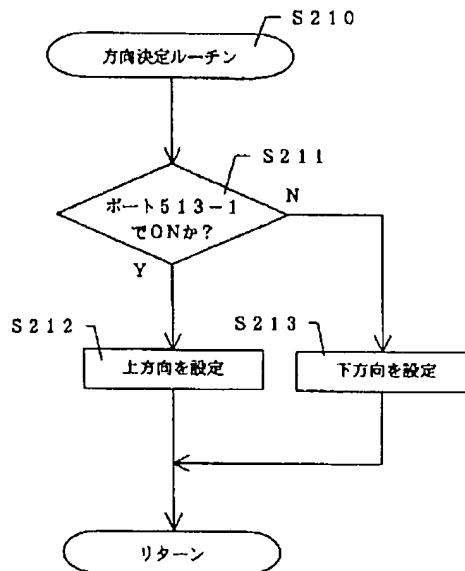 S210
方向決定ルーチン
S211
ポート513-1
でONか?
N
Y
S212
上方向を設定
S213
下方向を設定
リターン